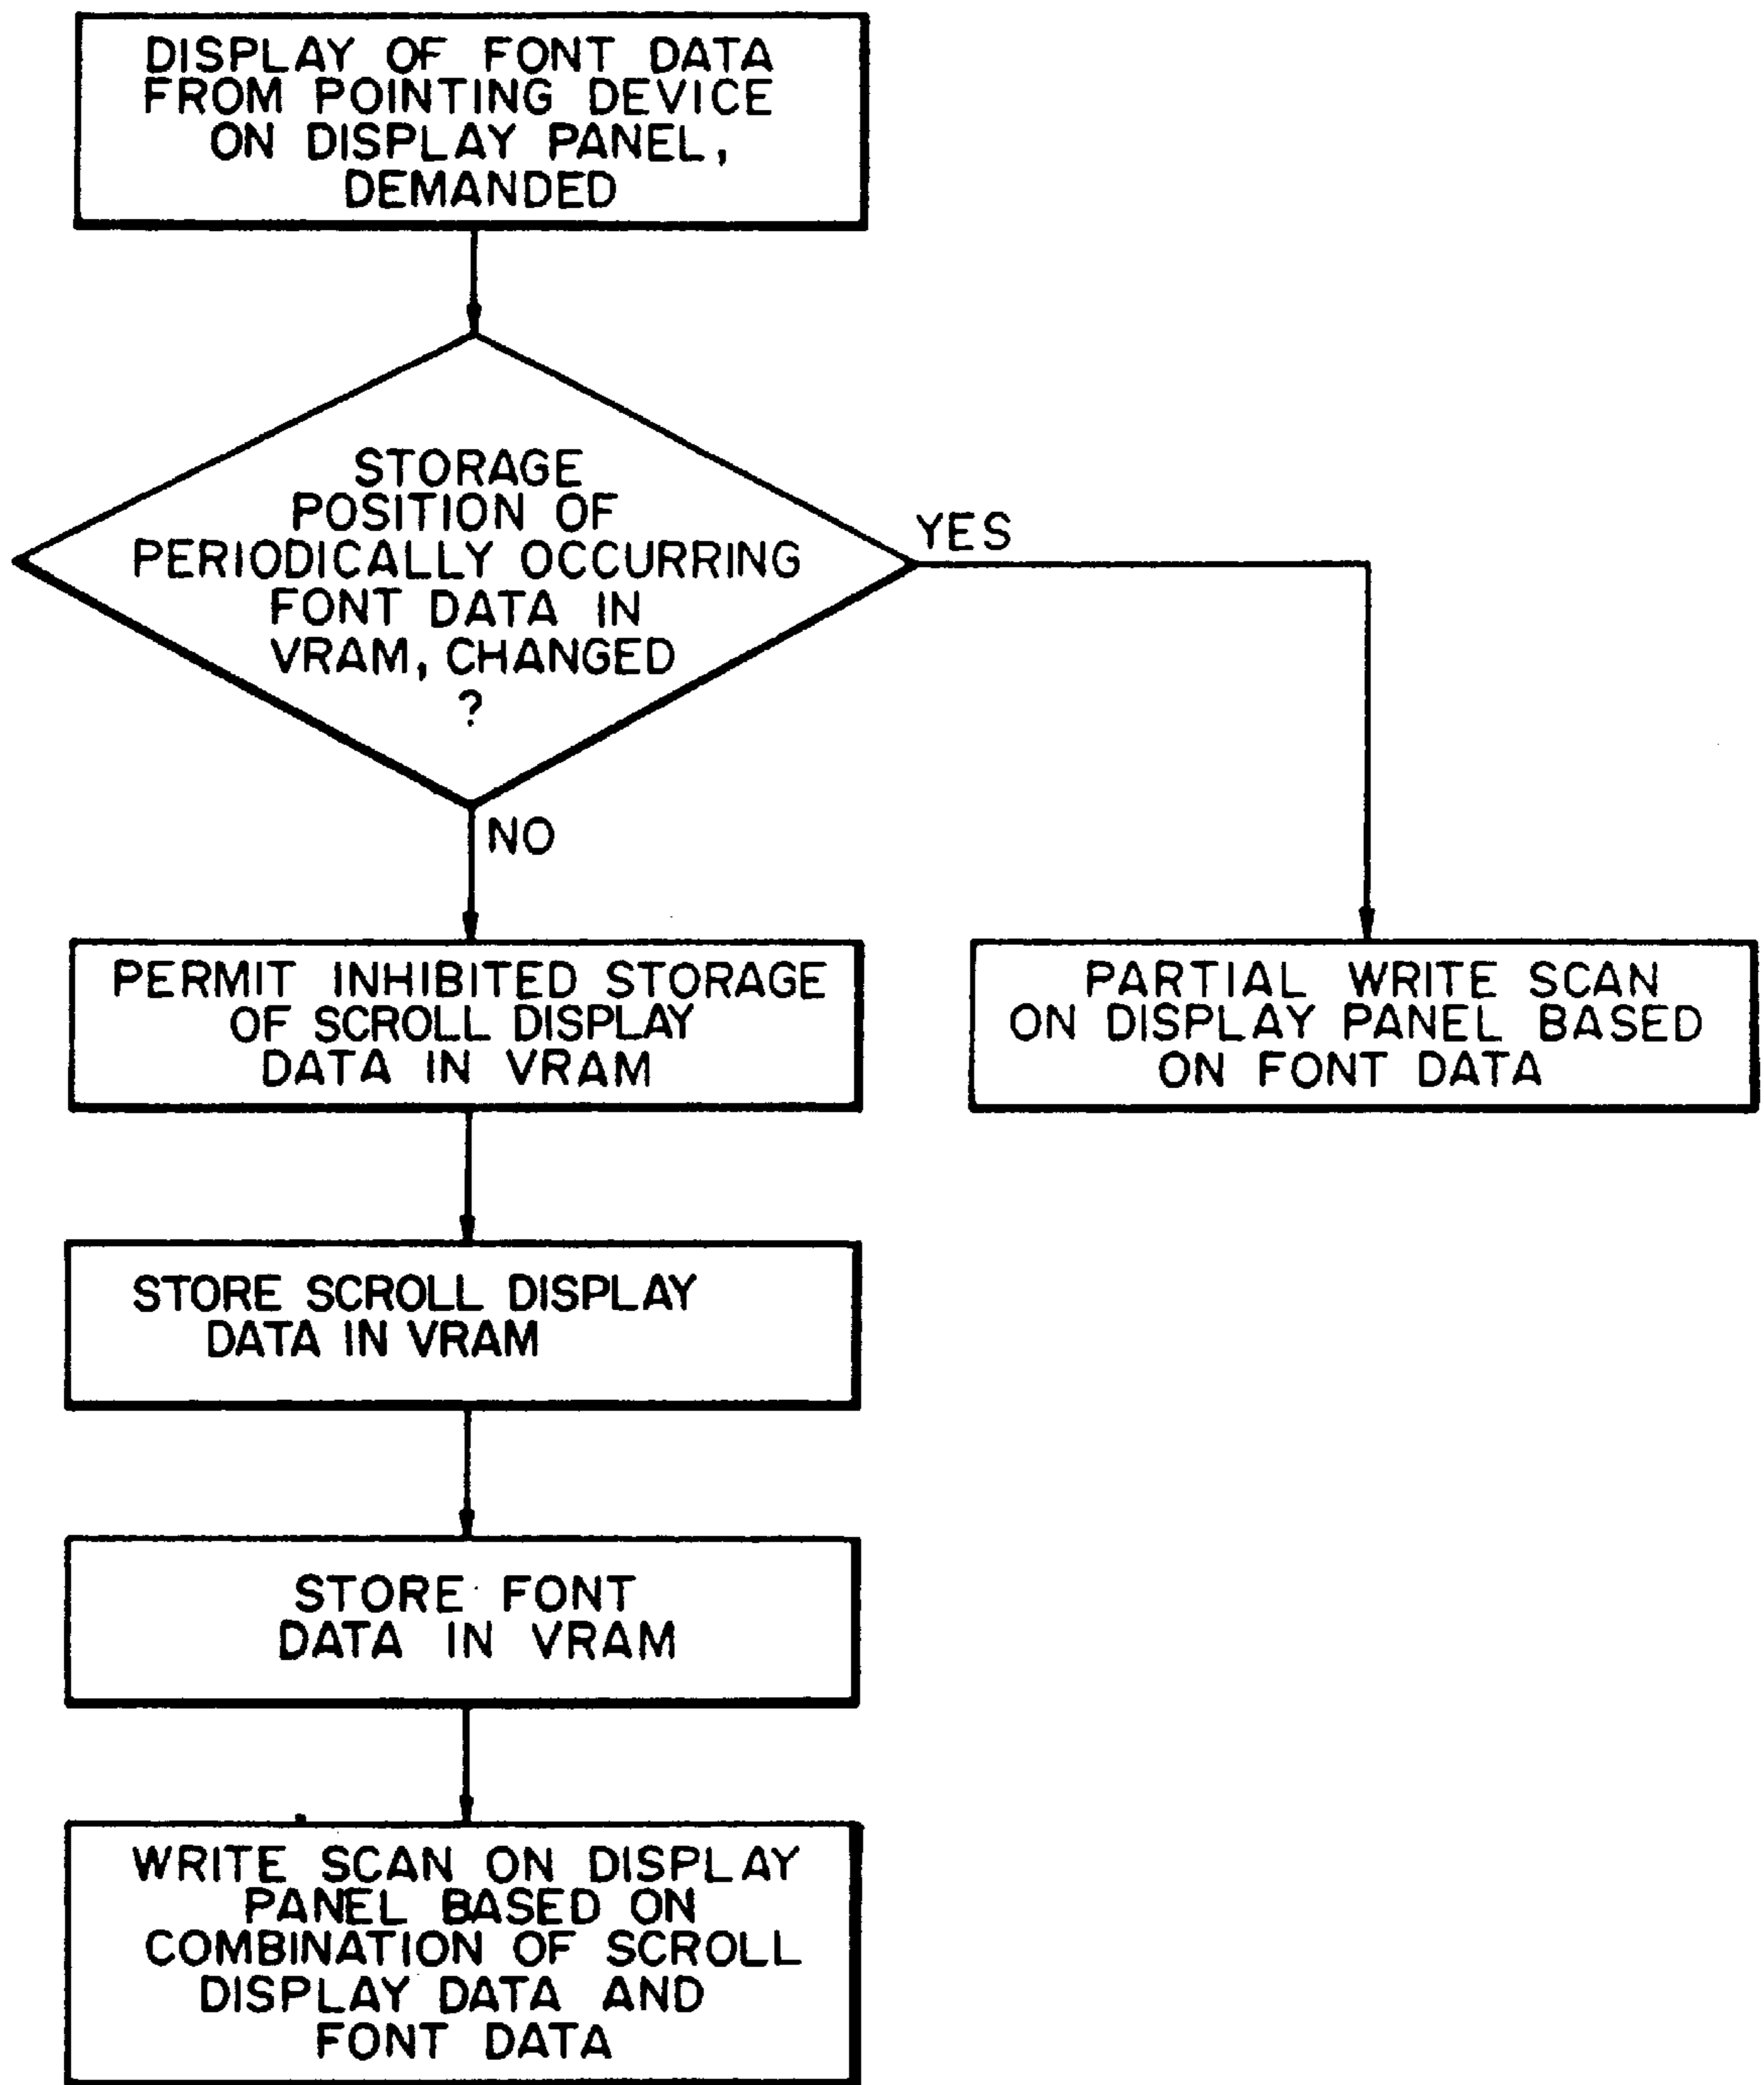 DISPLAY OF FONT DATA
FROM POINTING DEVICE
ON DISPLAY PANEL,
DEMANDED
STORAGE
POSITION OF
PERIODICALLY OCCURRING
FONT DATA IN
VRAM, CHANGED
?
YES
NO
PERMIT INHIBITED STORAGE
OF SCROLL DISPLAY
DATA IN VRAM
PARTIAL WRITE SCAN
ON DISPLAY PANEL BASED
ON FONT DATA
STORE SCROLL DISPLAY
DATA IN VRAM
STORE FONT
DATA IN VRAM
WRITE SCAN ON DISPLAY
PANEL BASED ON
COMBINATION OF SCROLL
DISPLAY DATA AND
FONT DATA